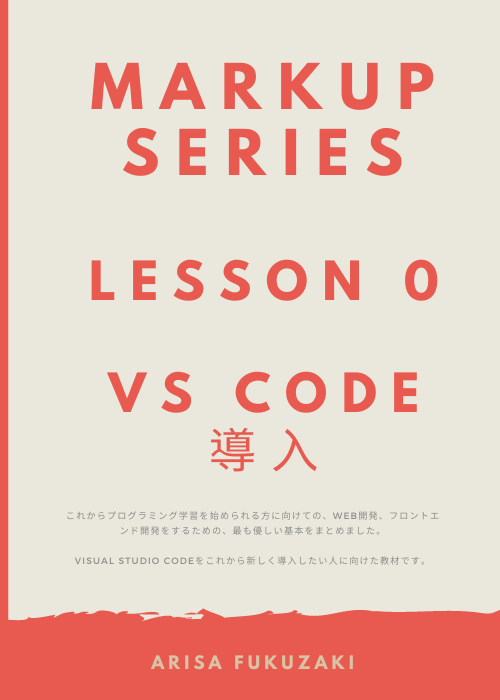 MARKUP
SERIES
LESSON 0
VS CODE
導入
これからプログラミング学習を始められる方に向けての、WEB開発、フロントエ
ンド開発をするための、最も優しい基本をまとめました。
VISUAL STUDIO CODEをこれから新しく導入したい人に向けた教材です。
ARISA FUKUZAKI